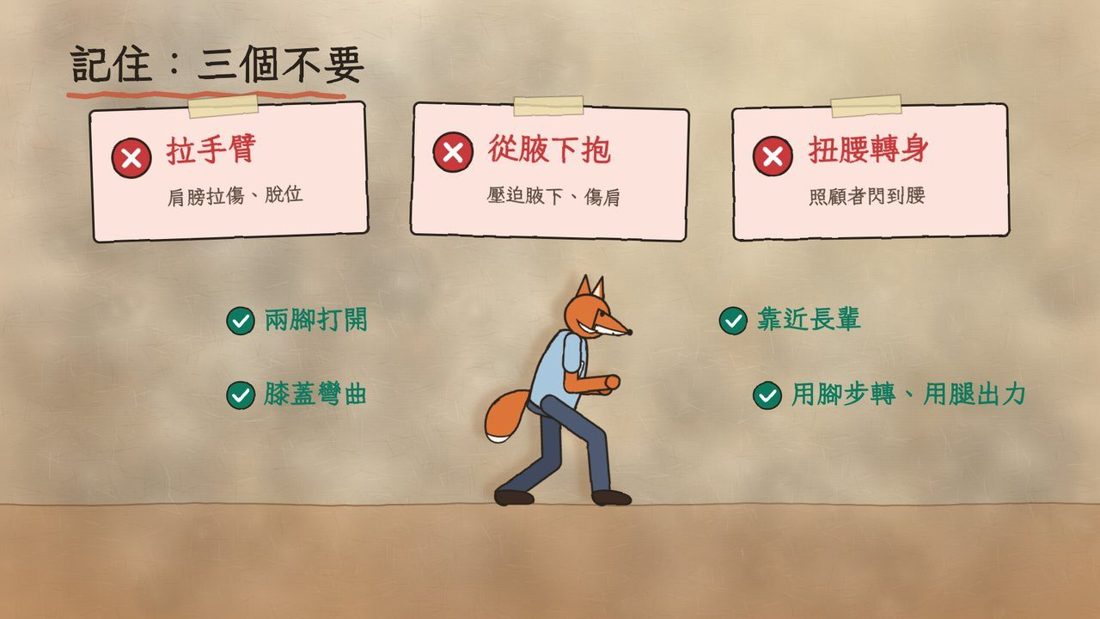 記住：三個不要
拉手臂
肩膀拉傷、脫位
從腋下抱
壓迫腋下、傷肩
扭腰轉身
照顧者閃到腰
兩腳打開
靠近長輩
膝蓋彎曲
用腳步轉、用腿出力